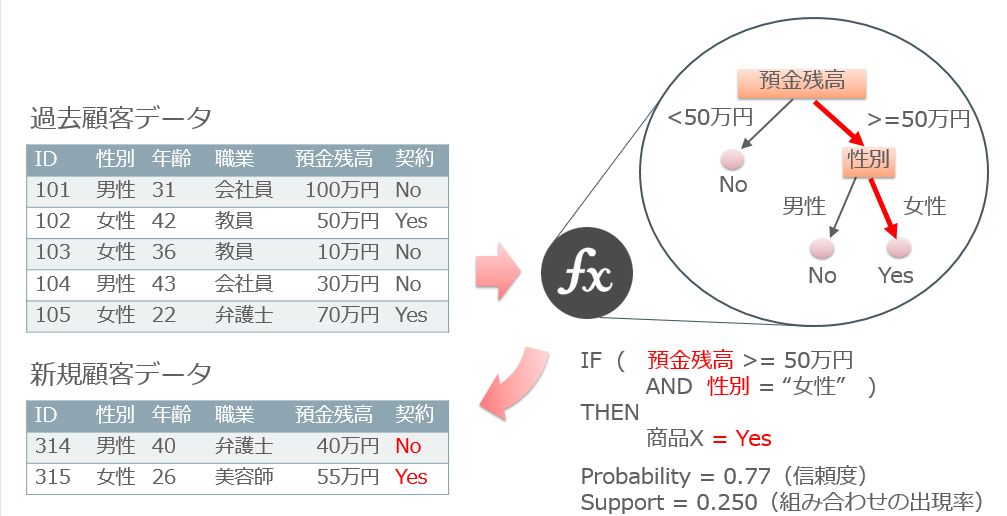 過去顧客データ
ID 性別 年齢 職業 預金残高 契約
101 男性 31 会社員 100万円 No
102 女性 42 教員 50万円 Yes
103 女性 36 教員 10万円 No
104 男性 43 会社員 30万円 No
105 女性 22 弁護士 70万円 Yes
新規顧客データ
ID 性別 年齢 職業 預金残高 契約
314 男性 40 弁護士 40万円 No
315 女性 26 美容師 55万円 Yes
fx
預金残高
<50万円 >=50万円
性別
No
男性 女性
No Yes
IF ( 預金残高 >= 50万円
AND 性別 = “女性” )
THEN
商品X = Yes
Probability = 0.77（信頼度）
Support = 0.250（組み合わせの出現率）